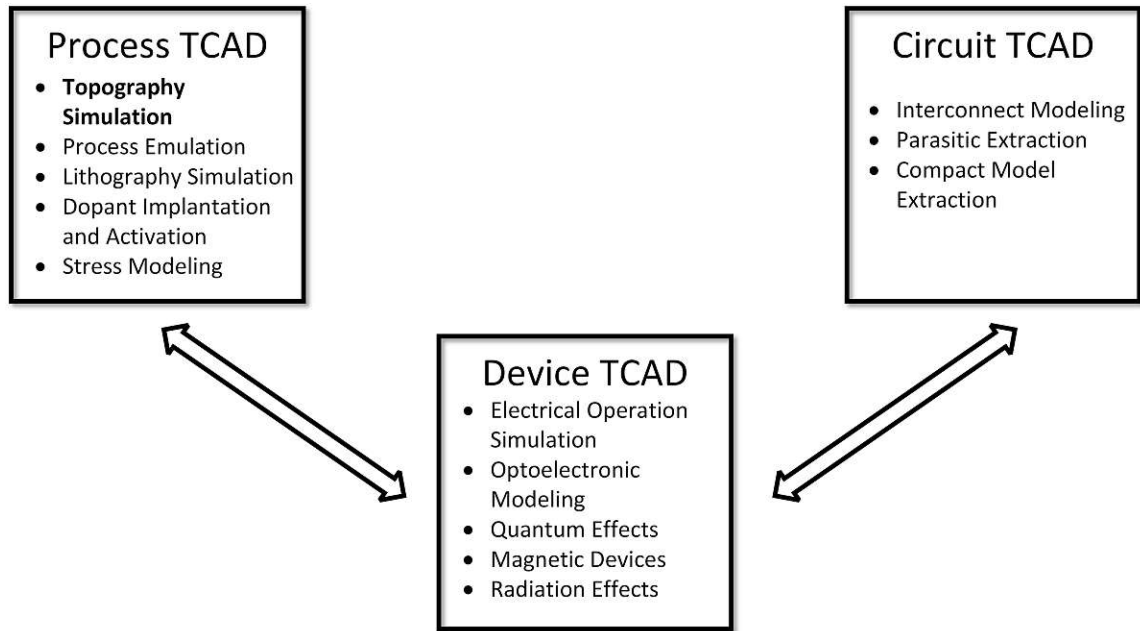 Process TCAD
• Topography
Simulation
• Process Emulation
• Lithography Simulation
• Dopant Implantation
and Activation
• Stress Modeling
Circuit TCAD
• Interconnect Modeling
• Parasitic Extraction
• Compact Model
Extraction
Device TCAD
• Electrical Operation
Simulation
• Optoelectronic
Modeling
• Quantum Effects
• Magnetic Devices
• Radiation Effects